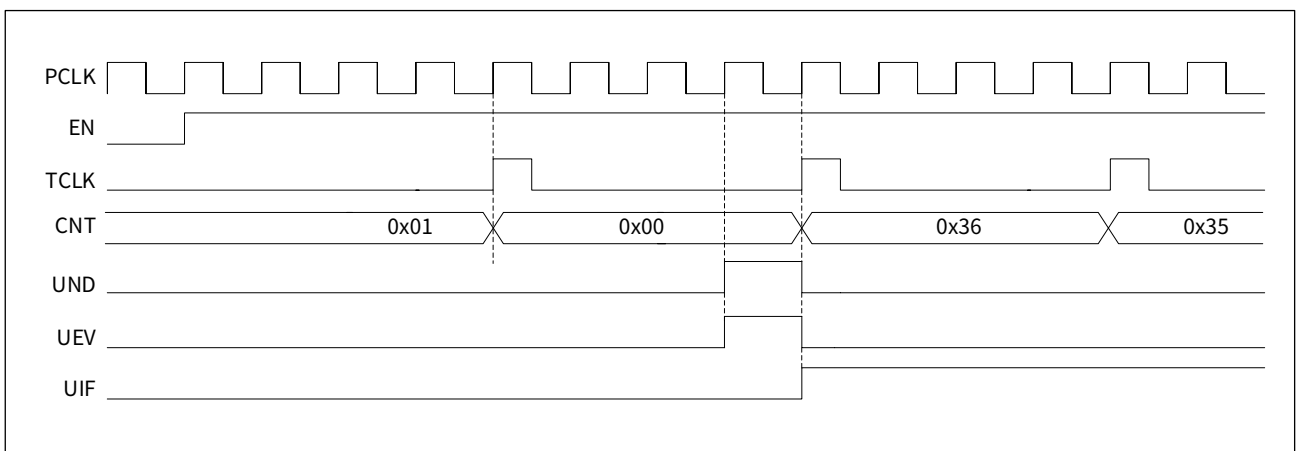 PCLK
EN
TCLK
CNT 0x01 0x00 0x36 0x35
UND
UEV
UIF